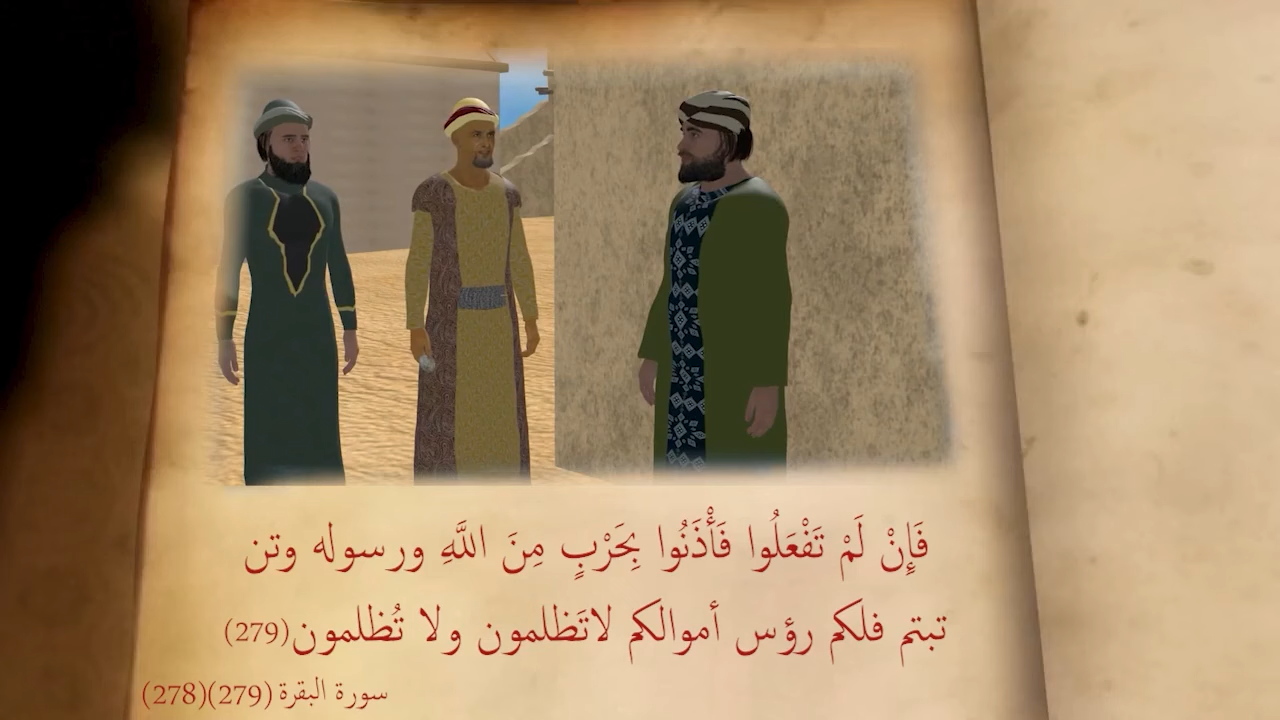 فَإِنْ لَمْ تَفْعَلُوا فَأْذَنُوا بِحَرْبٍ مِنَ اللَّهِ ورسوله وتن
تبتم فلكم رؤس أموالكم لاتَظلمون ولا تُظلمون(279)
سورة البقرة (279)(278)